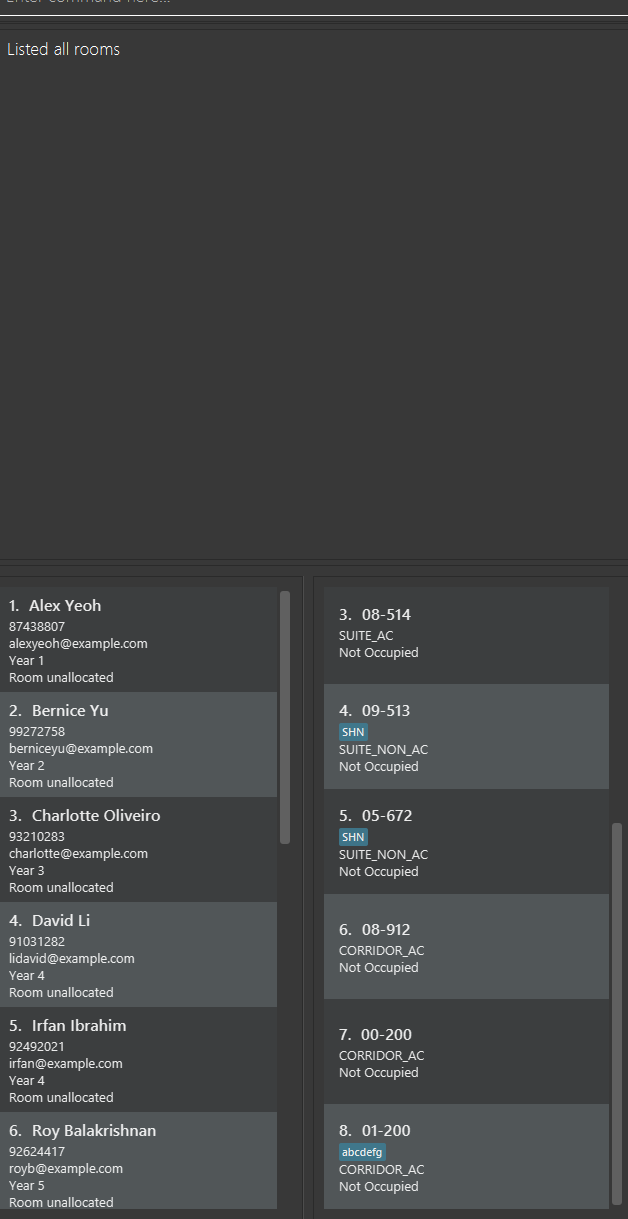 Enter command here...
Listed all rooms
1. Alex Yeoh
87438807
alexyeoh@example.com
Year 1
Room unallocated
2. Bernice Yu
99272758
berniceyu@example.com
Year 2
Room unallocated
3. Charlotte Oliveiro
93210283
charlotte@example.com
Year 3
Room unallocated
4. David Li
91031282
lidavid@example.com
Year 4
Room unallocated
5. Irfan Ibrahim
92492021
irfan@example.com
Year 4
Room unallocated
6. Roy Balakrishnan
92624417
royb@example.com
Year 5
Room unallocated
3. 08-514
SUITE_AC
Not Occupied
4. 09-513
SHN
SUITE_NON_AC
Not Occupied
5. 05-672
SHN
SUITE_NON_AC
Not Occupied
6. 08-912
CORRIDOR_AC
Not Occupied
7. 00-200
CORRIDOR_AC
Not Occupied
8. 01-200
abcdefg
CORRIDOR_AC
Not Occupied